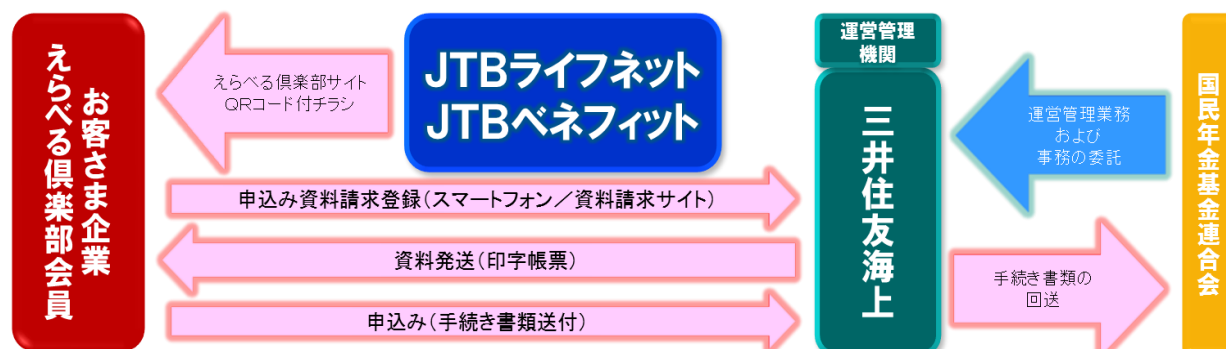 お客さま企業
えらべる倶楽部会員
えらべる倶楽部サイト
QRコード付チラシ
JTBライフネット
JTBベネフィット
運営管理
機関
三井住友海上
運営管理業務
および
事務の委託
国民年金基金連合会
申込み資料請求登録（スマートフォン／資料請求サイト）
資料発送（印字帳票）
申込み（手続き書類送付）
手続き書類の
回送